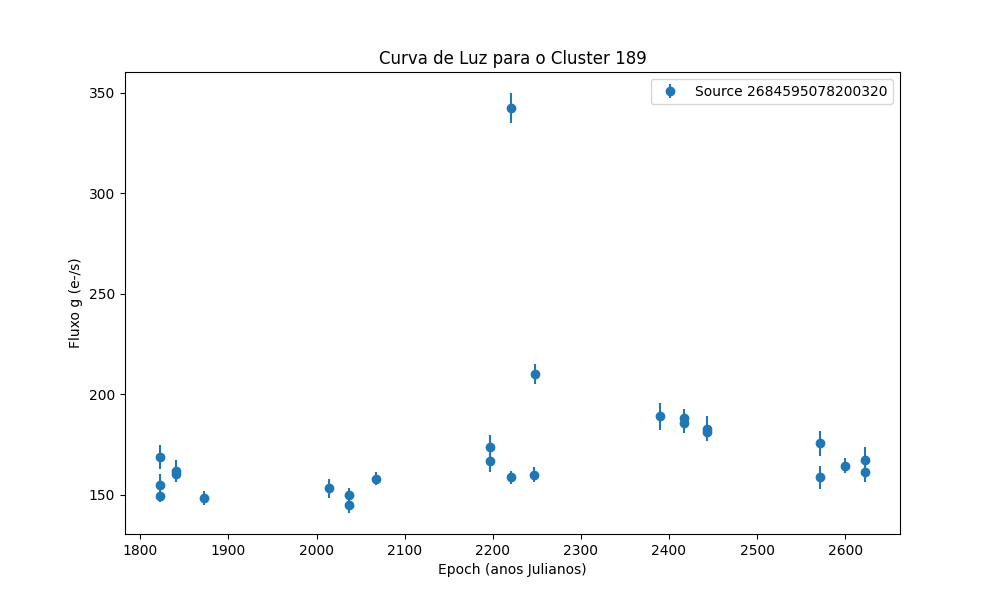 Curva de Luz para o Cluster 189
Source 2684595078200320
Fluxo g (e-/s)
350
300
250
200
150
1800 1900 2000 2100 2200 2300 2400 2500 2600
Epoch (anos Julianos)